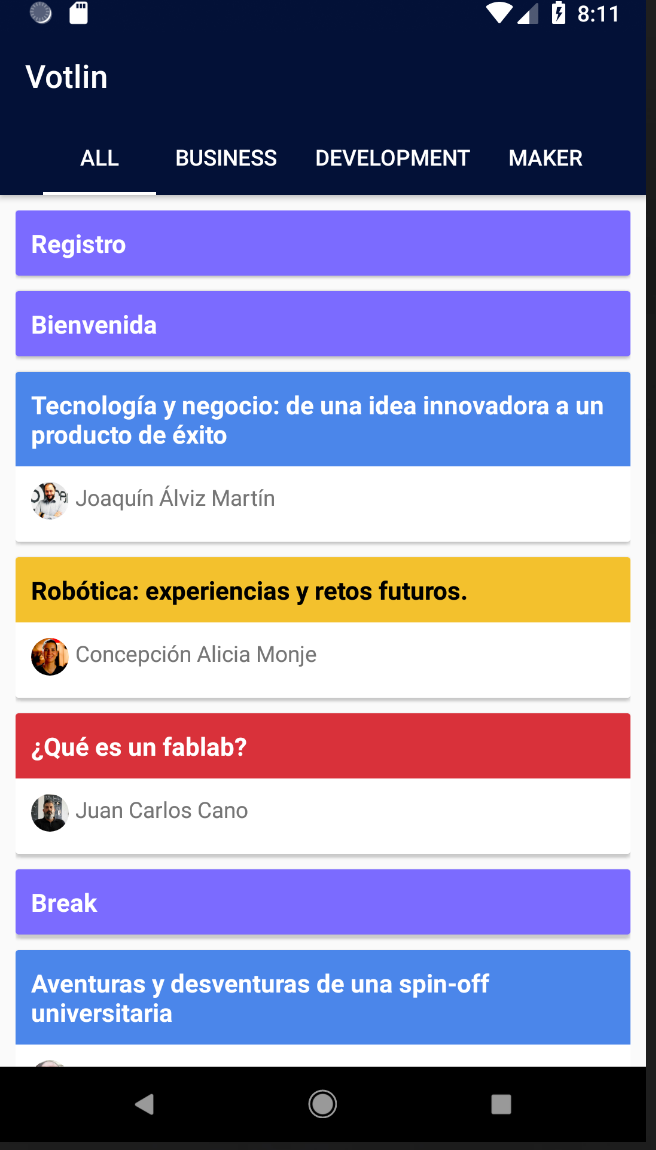 8:11
Votlin
ALL BUSINESS DEVELOPMENT MAKER
Registro
Bienvenida
Tecnología y negocio: de una idea innovadora a un
producto de éxito
Joaquín Álviz Martín
Robótica: experiencias y retos futuros.
Concepción Alicia Monje
¿Qué es un fablab?
Juan Carlos Cano
Break
Aventuras y desventuras de una spin-off
universitaria